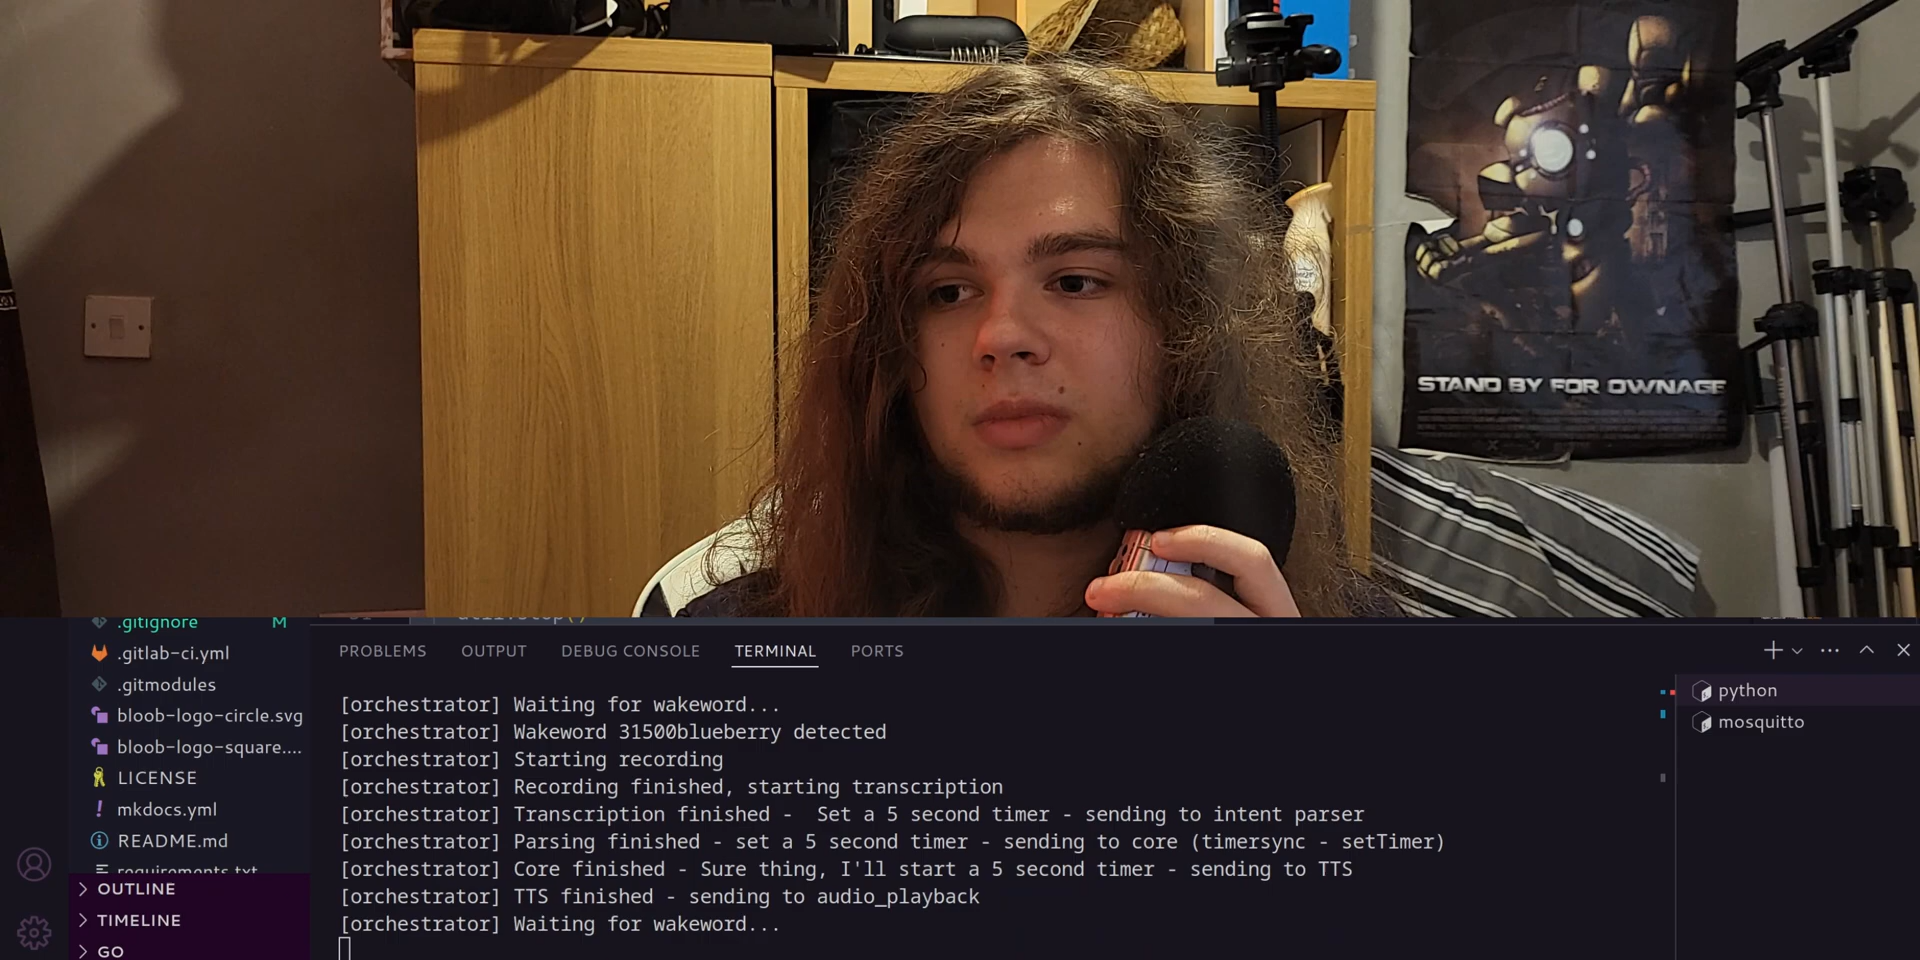 STAND BY FOR OWNAGE
.gitignore M
.gitlab-ci.yml
.gitmodules
bloob-logo-circle.svg
bloob-logo-square....
LICENSE
mkdocs.yml
README.md
requirements.txt
OUTLINE
TIMELINE
GO
PROBLEMS OUTPUT DEBUG CONSOLE TERMINAL PORTS
[orchestrator] Waiting for wakeword...
[orchestrator] Wakeword 31500blueberry detected
[orchestrator] Starting recording
[orchestrator] Recording finished, starting transcription
[orchestrator] Transcription finished -  Set a 5 second timer - sending to intent parser
[orchestrator] Parsing finished - set a 5 second timer - sending to core (timersync - setTimer)
[orchestrator] Core finished - Sure thing, I'll start a 5 second timer - sending to TTS
[orchestrator] TTS finished - sending to audio_playback
[orchestrator] Waiting for wakeword...
python
mosquitto